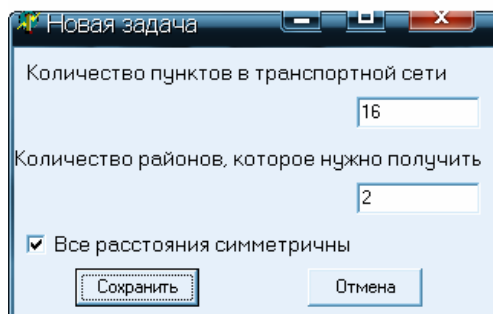 Новая задача
Количество пунктов в транспортной сети
16
Количество районов, которое нужно получить
2
Все расстояния симметричны
Сохранить Отмена